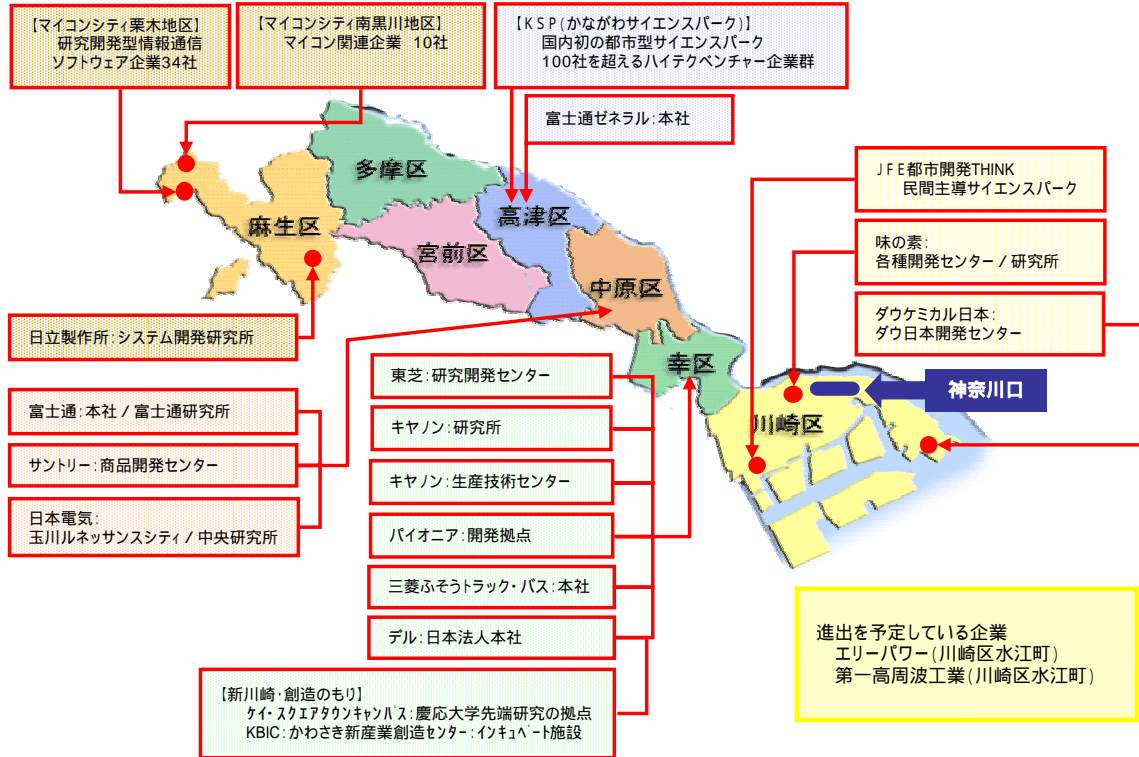 【マイコンシティ栗木地区】
研究開発型情報通信
ソフトウェア企業34社
【マイコンシティ南黒川地区】
マイコン関連企業 10社
【KSP(かながわサイエンスパーク)】
国内初の都市型サイエンスパーク
100社を超えるハイテクベンチャー企業群
富士通ゼネラル:本社
JFE都市開発THINK
民間主導サイエンスパーク
味の素:
各種開発センター/研究所
ダウケミカル日本:
ダウ日本開発センター
多摩区
麻生区
高津区
宮前区
中原区
幸区
川崎区
神奈川口
日立製作所:システム開発研究所
富士通:本社/富士通研究所
サントリー:商品開発センター
日本電気:
玉川ルネッサンスシティ/中央研究所
東芝:研究開発センター
キヤノン:研究所
キヤノン:生産技術センター
パイオニア:開発拠点
三菱ふそうトラック・バス:本社
デル:日本法人本社
【新川崎・創造のもり】
ケイ・スクエアタウンキャンパス:慶応大学先端研究の拠点
KBIC:かわさき新産業創造センター:インキュベート施設
進出を予定している企業
エリーパワー(川崎区水江町)
第一高周波工業(川崎区水江町)